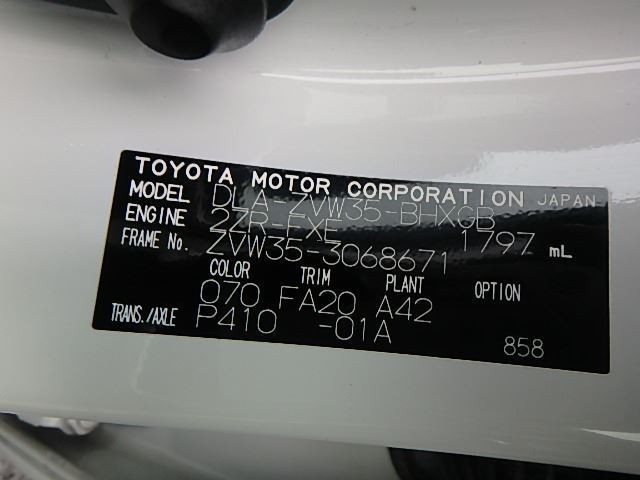 TOYOTA MOTOR CORPORATION JAPAN
MODEL DLA-ZVW35-BHXGB
ENGINE 2ZR-FXE 1797 mL
FRAME No. ZVW35-3068671
COLOR TRIM PLANT OPTION
070 FA20 A42
TRANS./AXLE P410 -01A
858